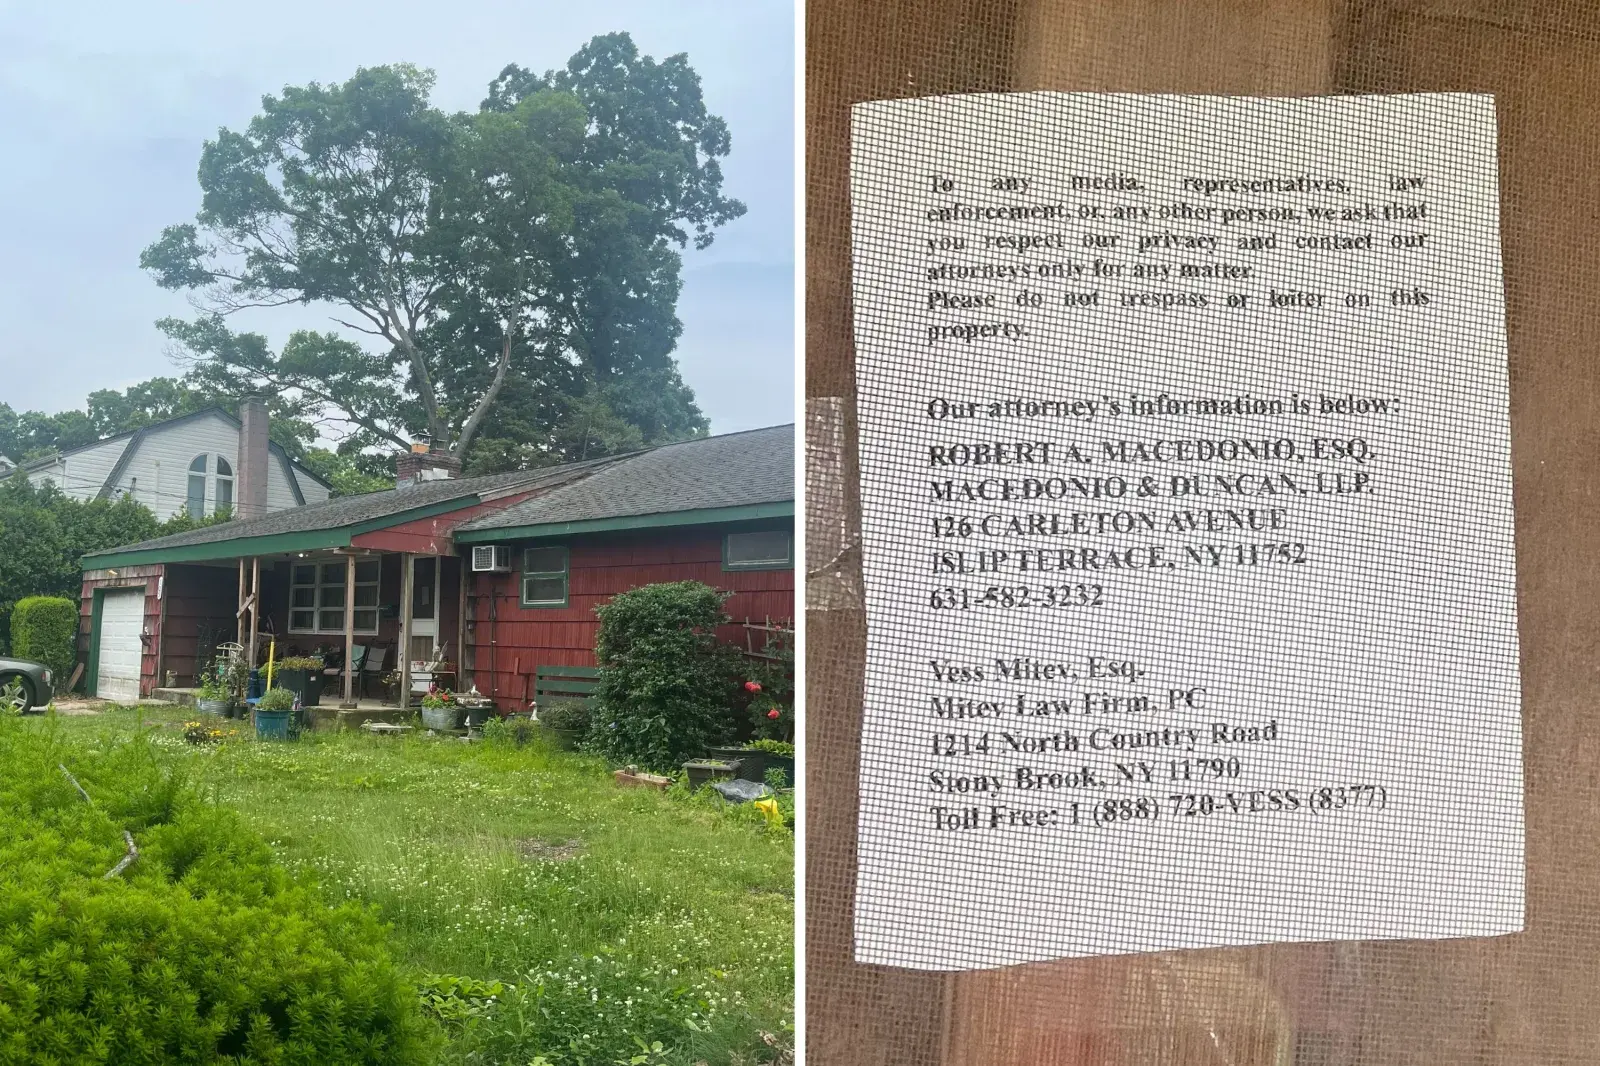 To any media, representatives, law
enforcement, or, any other person, we ask that
you respect our privacy and contact our
attorneys only for any matter.
Please do not trespass or loiter on this
property.
Our attorney's information is below:
ROBERT A. MACEDONIO, ESQ.
MACEDONIO & DUNCAN, LLP.
126 CARLETON AVENUE
ISLIP TERRACE, NY 11752
631-582-3232
Vess Mitev, Esq.
Mitev Law Firm, PC
1214 North Country Road
Stony Brook, NY 11790
Toll Free: 1 (888) 720-VESS (8377)